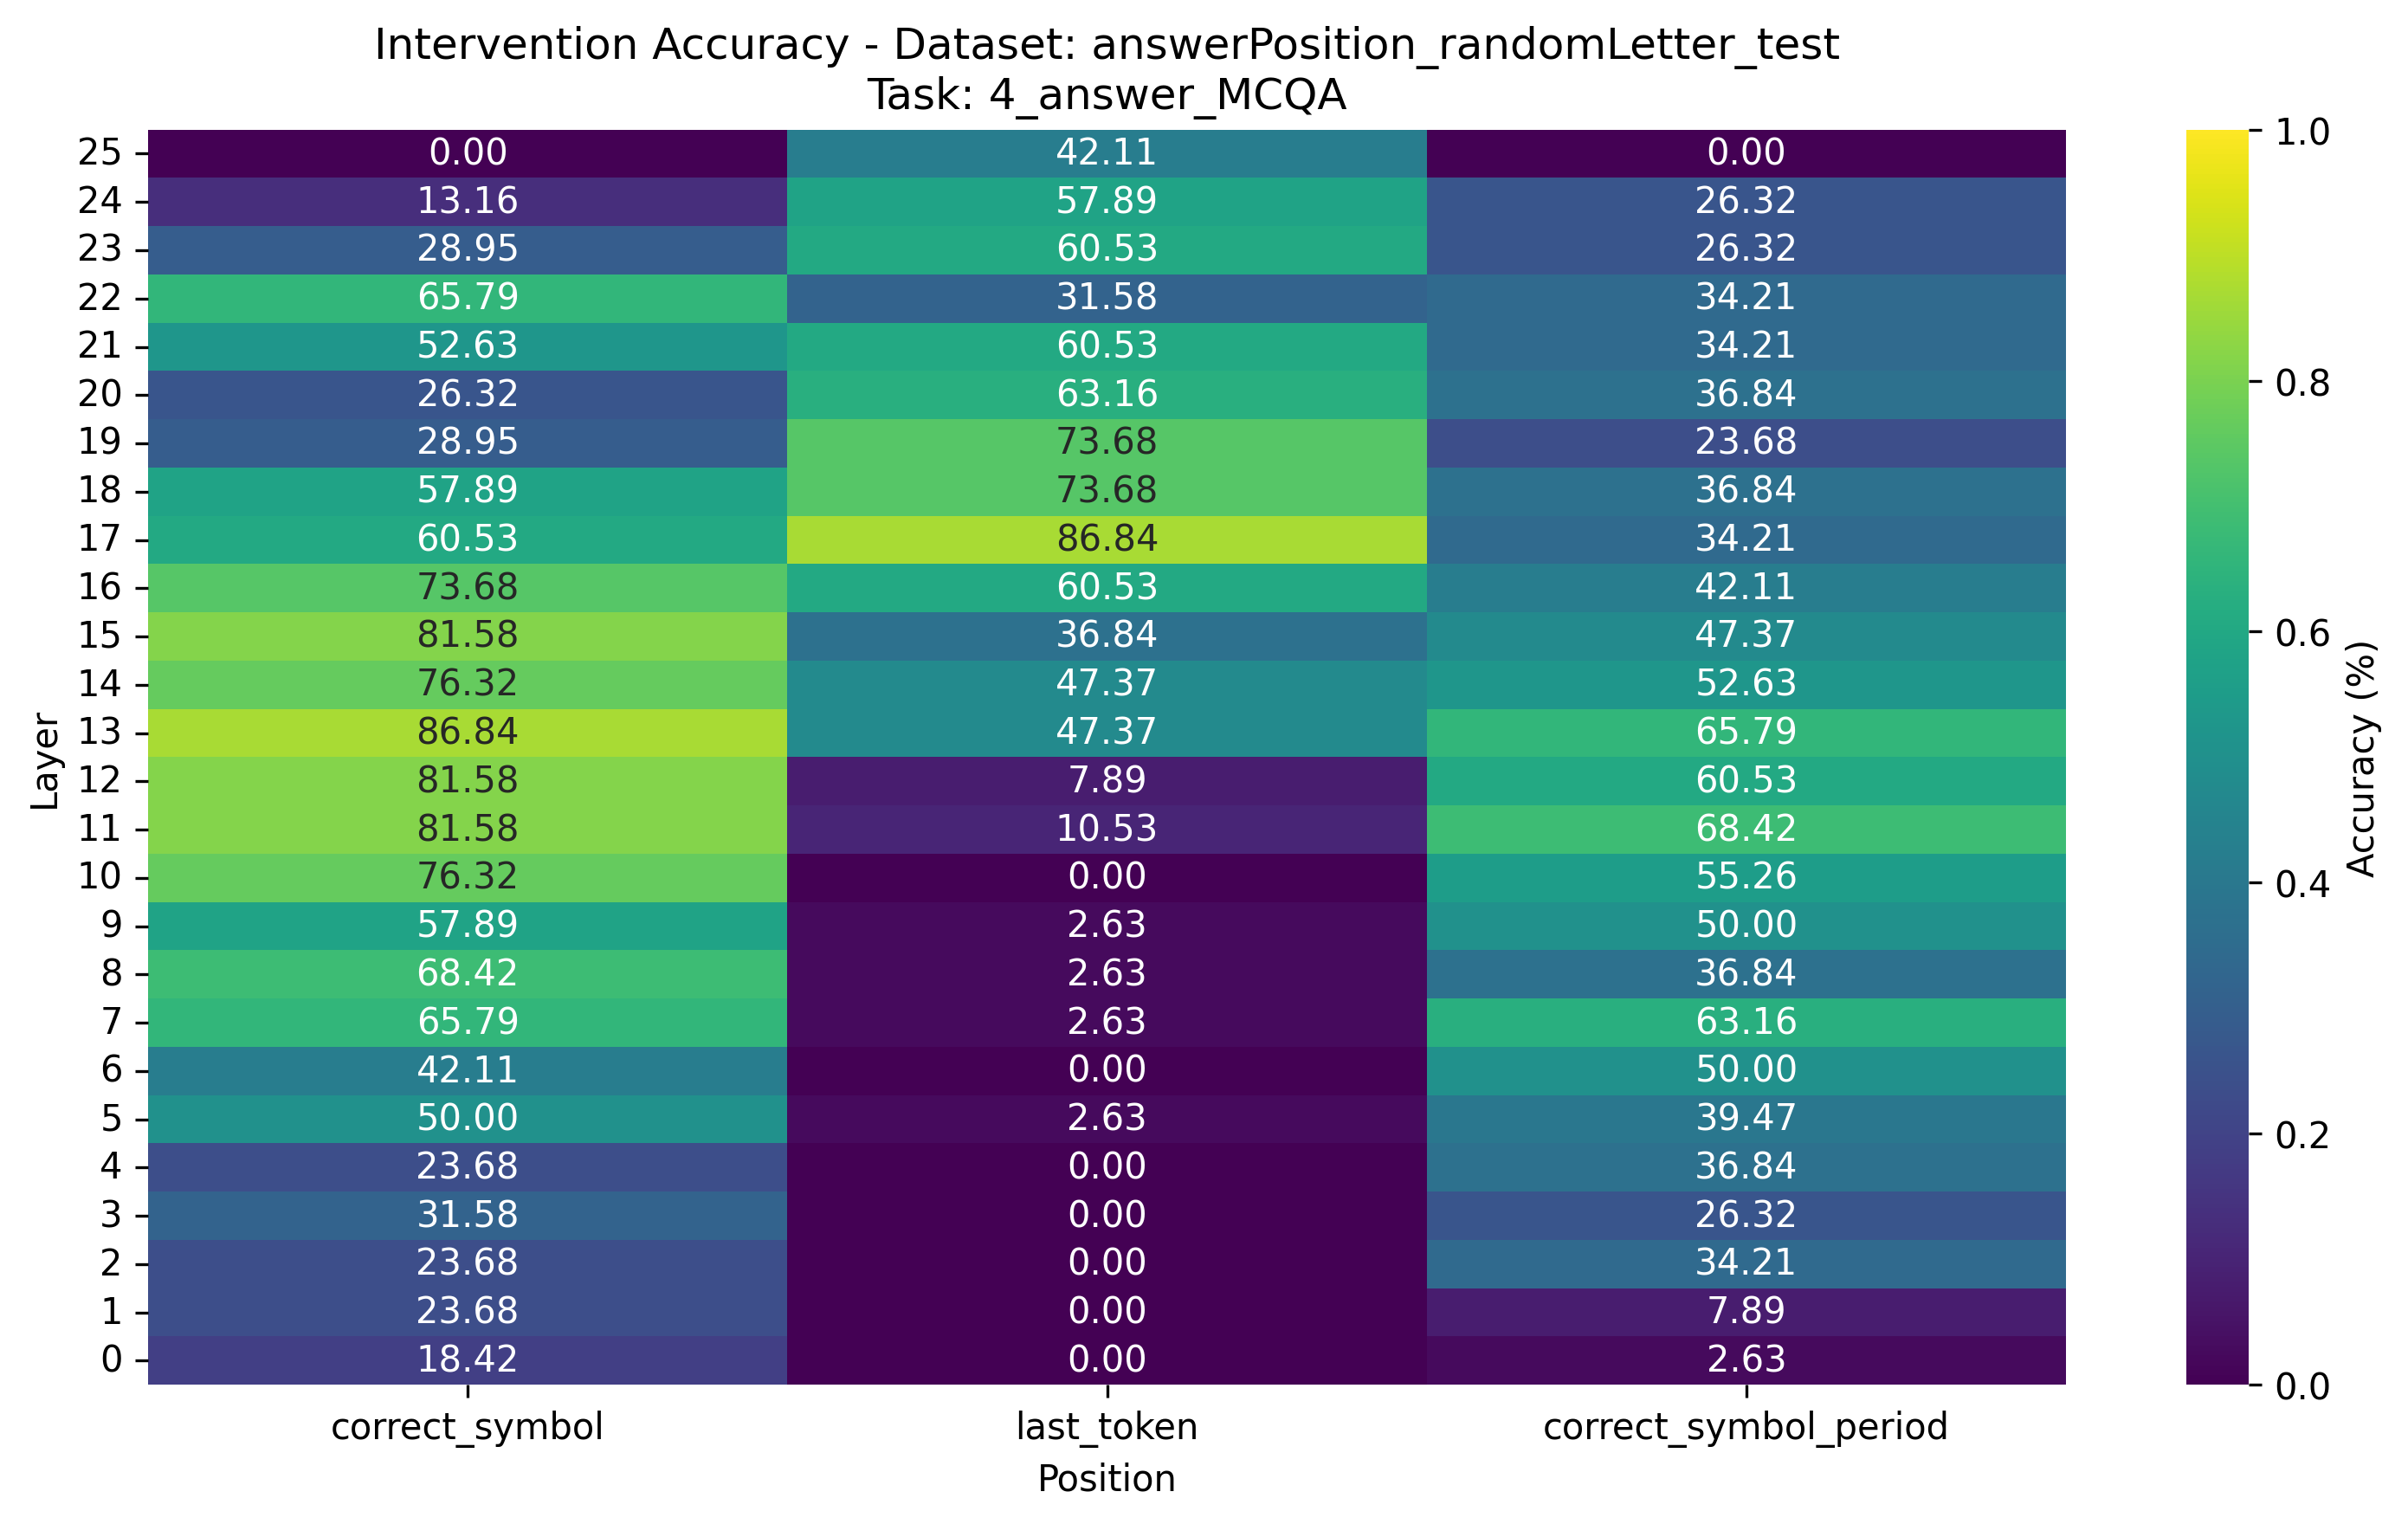 Intervention Accuracy - Dataset: answerPosition_randomLetter_test
Task: 4_answer_MCQA
25 0.00 42.11 0.00
24 13.16 57.89 26.32
23 28.95 60.53 26.32
22 65.79 31.58 34.21
21 52.63 60.53 34.21
20 26.32 63.16 36.84
19 28.95 73.68 23.68
18 57.89 73.68 36.84
17 60.53 86.84 34.21
16 73.68 60.53 42.11
15 81.58 36.84 47.37
14 76.32 47.37 52.63
13 86.84 47.37 65.79
12 81.58 7.89 60.53
11 81.58 10.53 68.42
10 76.32 0.00 55.26
9 57.89 2.63 50.00
8 68.42 2.63 36.84
7 65.79 2.63 63.16
6 42.11 0.00 50.00
5 50.00 2.63 39.47
4 23.68 0.00 36.84
3 31.58 0.00 26.32
2 23.68 0.00 34.21
1 23.68 0.00 7.89
0 18.42 0.00 2.63
correct_symbol last_token correct_symbol_period
Position
Layer
1.0
0.8
0.6
0.4
0.2
0.0
Accuracy (%)